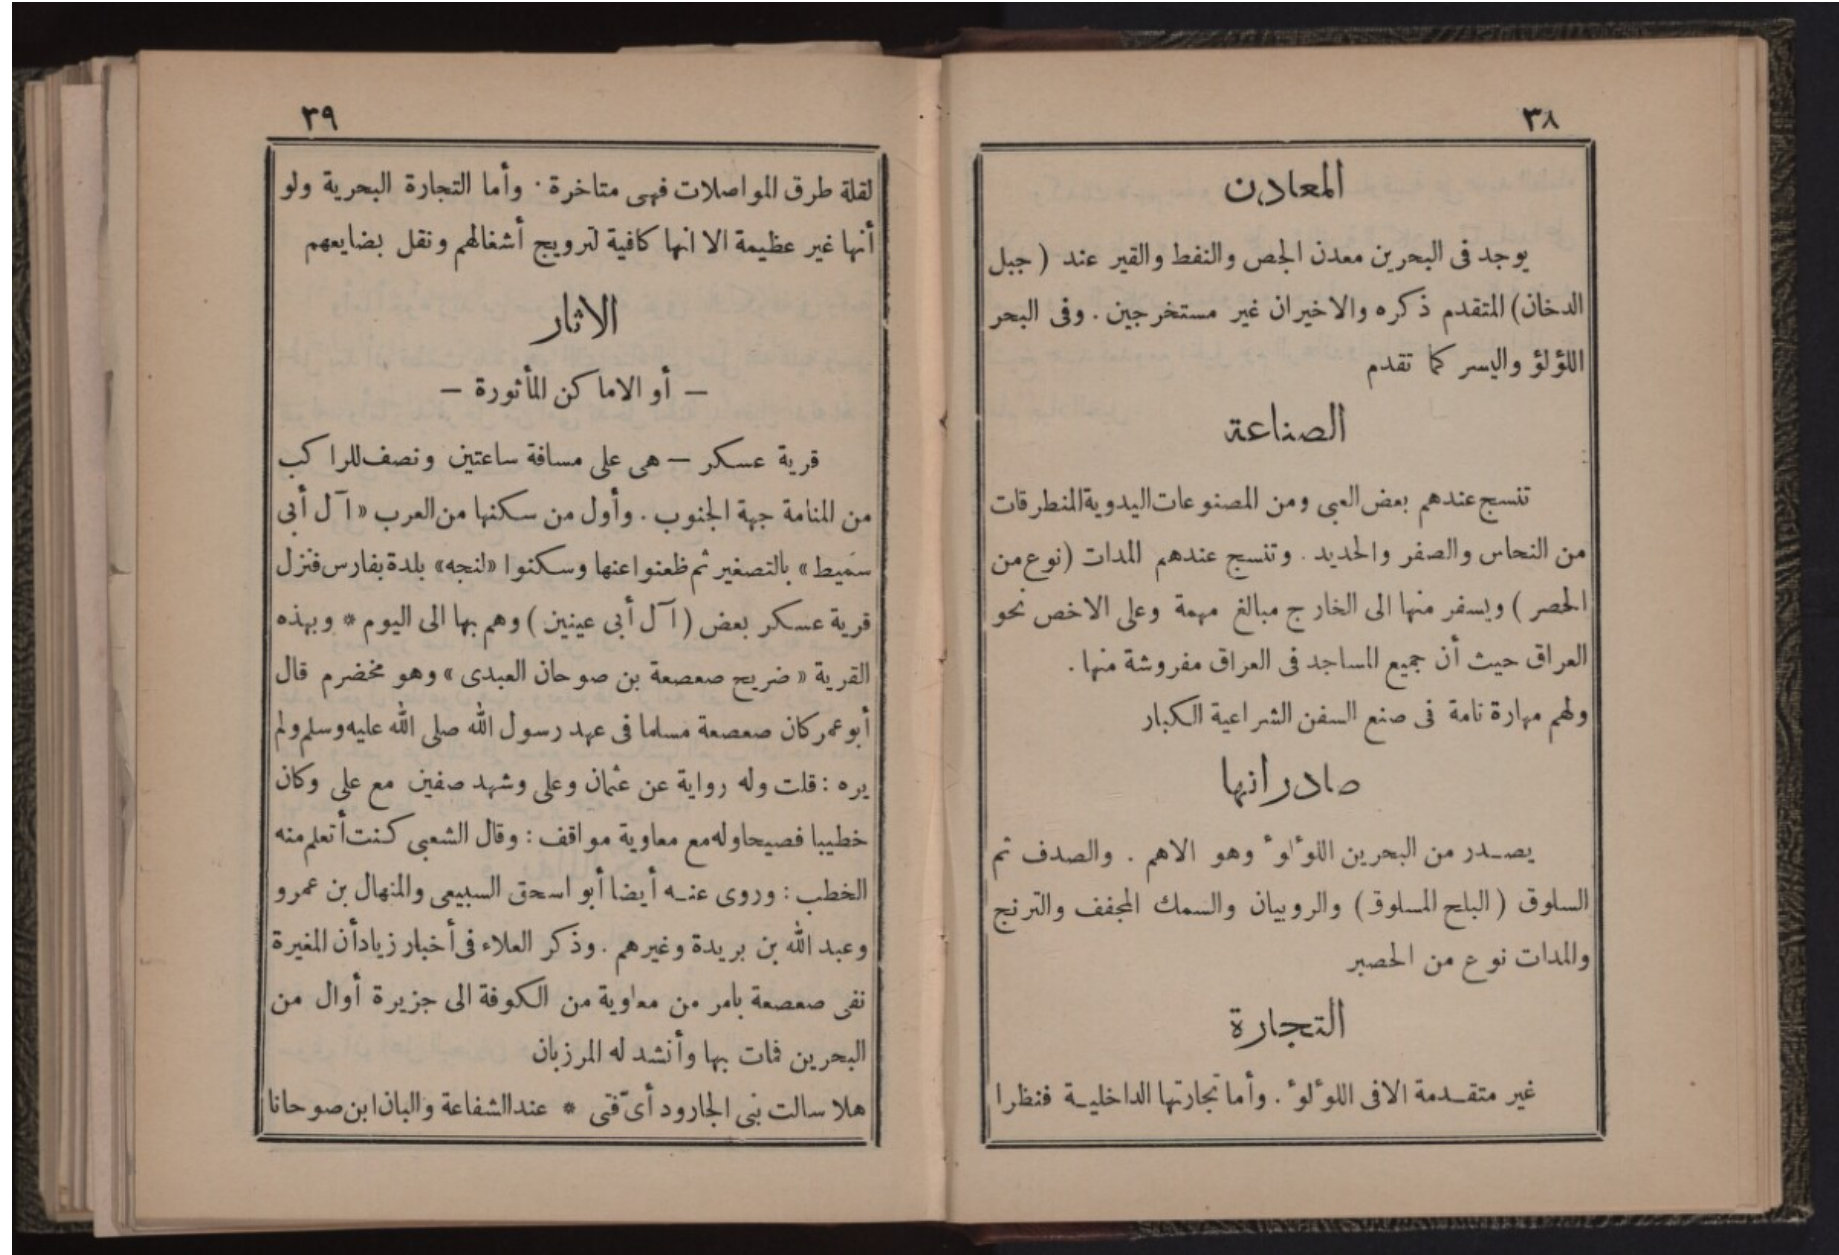 ٣٨
المعادن
يوجد فى البحرين معدن الجص والنفط والقير عند ( جبل
الدخان) المتقدم ذكره والاخيران غير مستخرجين . وفى البحر
اللؤلؤ واليسر كما تقدم
الصناعة
تنسج عندهم بعض العبى ومن المصنوعات اليدوية المنطرقات
من النحاس والصفر والحديد . وتنسج عندهم المدات (نوع من
الحصر ) ويسفر منها الى الخارج مبالغ مهمة وعلى الاخص نحو
العراق حيث أن جميع المساجد فى العراق مفروشة منها .
ولهم مهارة تامة فى صنع السفن الشراعية الكبار
صادراتها
يصدر من البحرين اللوٴلوٴ وهو الاهم . والصدف ثم
السلوق ( البلح المسلوق ) والروبيان والسمك المجفف والترنج
والمدات نوع من الحصير
التجارة
غير متقدمة الا فى اللوٴلوٴ . وأما تجارتها الداخلية فنظرا
٣٩
لقلة طرق المواصلات فهى متاخرة . وأما التجارة البحرية ولو
أنها غير عظيمة الا انها كافية لترويج أشغالهم ونقل بضايعهم
الاثار
— أو الاماكن المأثورة —
قرية عسكر — هى على مسافة ساعتين ونصف للراكب
من المنامة جهة الجنوب . وأول من سكنها من العرب « آل أبى
سميط » بالتصغير ثم ظعنوا عنها وسكنوا «لنجه» بلدة بفارس فنزل
قرية عسكر بعض ( آل أبى عينين ) وهم بها الى اليوم * وبهذه
القرية « ضريح صعصعة بن صوحان العبدى » وهو مخضرم قال
أبو عمر كان صعصعة مسلما فى عهد رسول الله صلى الله عليه وسلم ولم
يره : قلت وله رواية عن عثمان وعلى وشهد صفين مع على وكان
خطيبا فصيحا وله مع معاوية مواقف : وقال الشعبى كنت أتعلم منه
الخطب : وروى عنه أيضا أبو اسحق السبيعى والمنهال بن عمرو
وعبد الله بن بريدة وغيرهم . وذكر العلاء فى أخبار زياد أن المغيرة
نفى صعصعة بامر من معاوية من الكوفة الى جزيرة أوال من
البحرين فمات بها وأنشد له المرزبان
هلا سالت بنى الجارود أىّ فتى * عند الشفاعة والبان ابن صوحانا